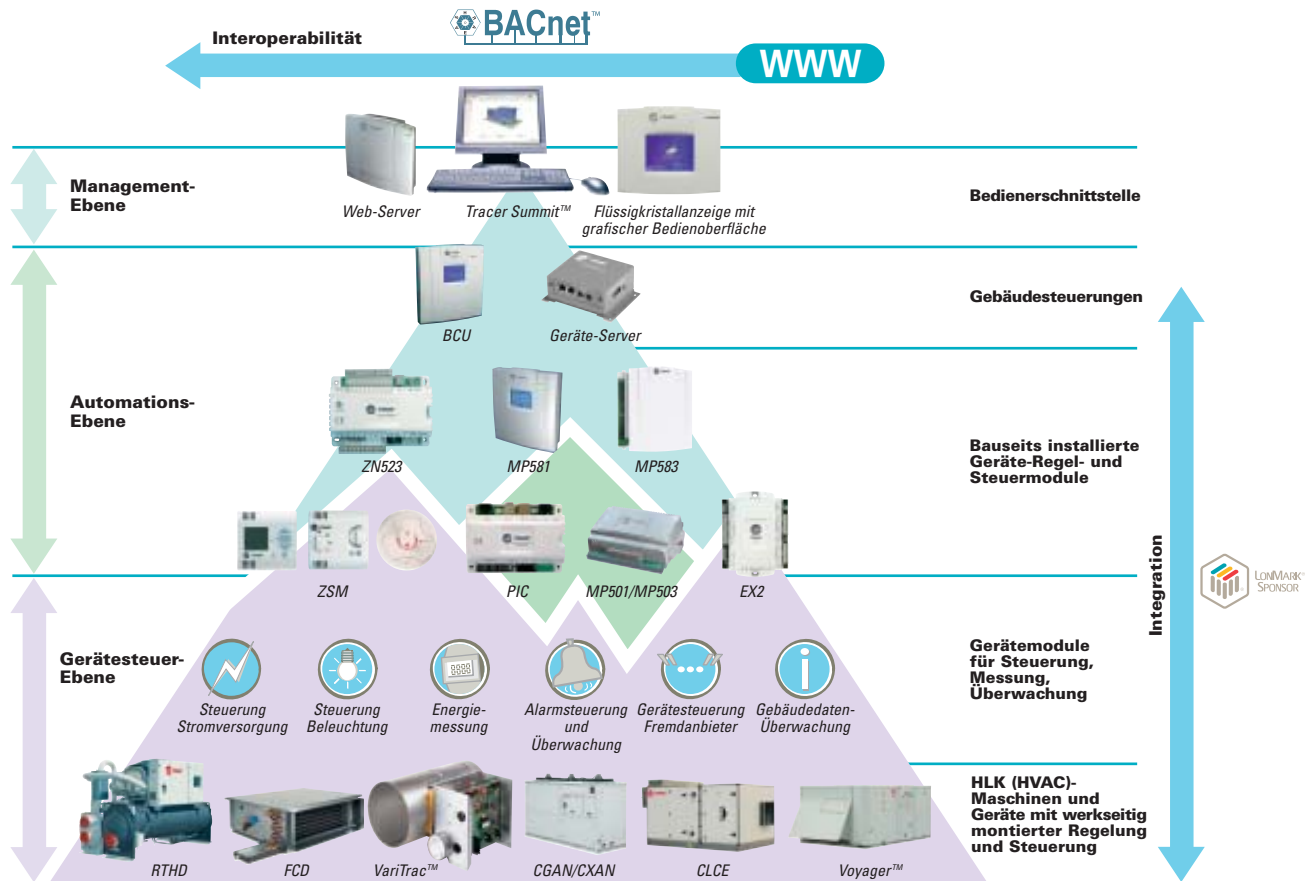 Interoperabilität
BACnet™
WWW
Management-
Ebene
Web-Server
Tracer Summit™
Flüssigkristallanzeige mit
grafischer Bedienoberfläche
Bedienerschnittstelle
BCU
Geräte-Server
Gebäudesteuerungen
Automations-
Ebene
ZN523
MP581
MP583
Bauseits installierte
Geräte-Regel- und
Steuermodule
ZSM
PIC
MP501/MP503
EX2
Integration
LONMARK®
SPONSOR
Gerätesteuer-
Ebene
Steuerung
Stromversorgung
Steuerung
Beleuchtung
Energie-
messung
Alarmsteuerung
und
Überwachung
Gerätesteuerung
Fremdanbieter
Gebäudedaten-
Überwachung
Gerätemodule
für Steuerung,
Messung,
Überwachung
RTHD
FCD
VariTrac™
CGAN/CXAN
CLCE
Voyager™
HLK (HVAC)-
Maschinen und
Geräte mit werkseitig
montierter Regelung
und Steuerung